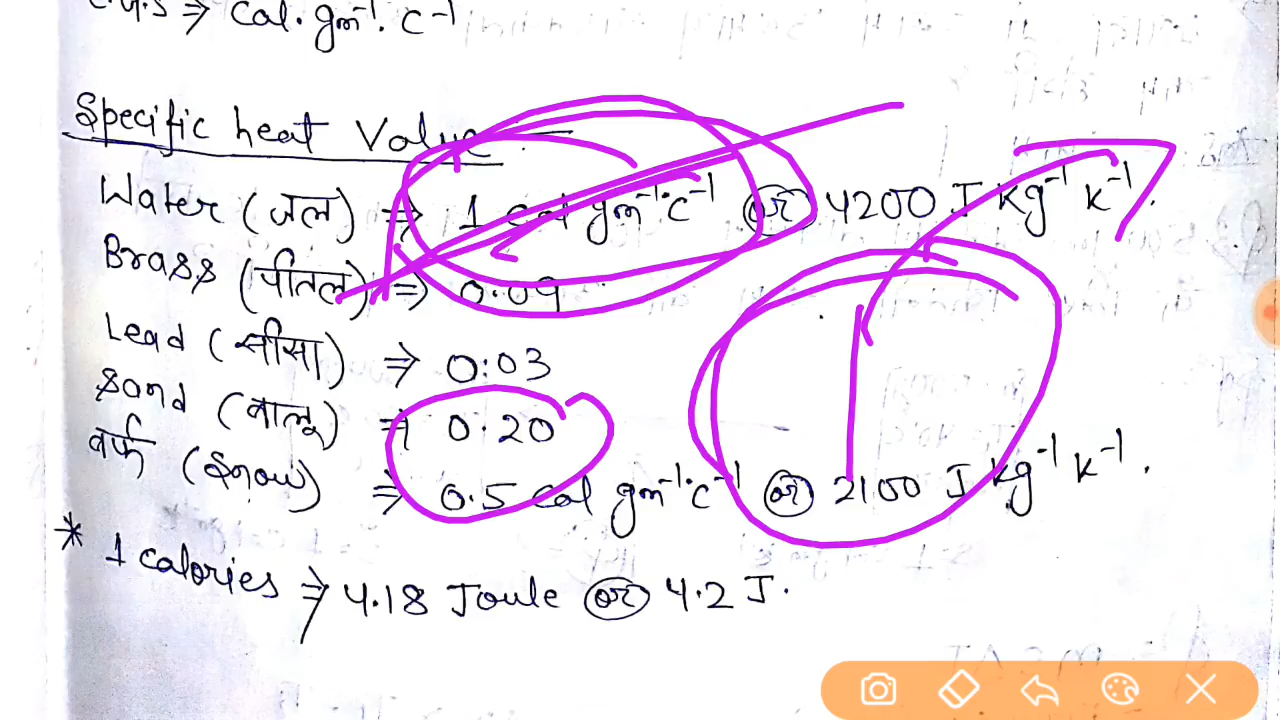 C.G.S ⇒ Cal·gm⁻¹·c⁻¹
Specific heat Value :-
Water (जल) ⇒ 1 Cal gm⁻¹·c⁻¹ or 4200 J kg⁻¹ k⁻¹.
Brass (पीतल) ⇒ 0.09
Lead (सीसा) ⇒ 0:03
Sand (बालू) ⇒ 0.20
बर्फ (Snow) ⇒ 0.5 Cal gm⁻¹·c⁻¹ or 2100 J kg⁻¹ k⁻¹.
* 1 calories ⇒ 4.18 Joule or 4.2 J.